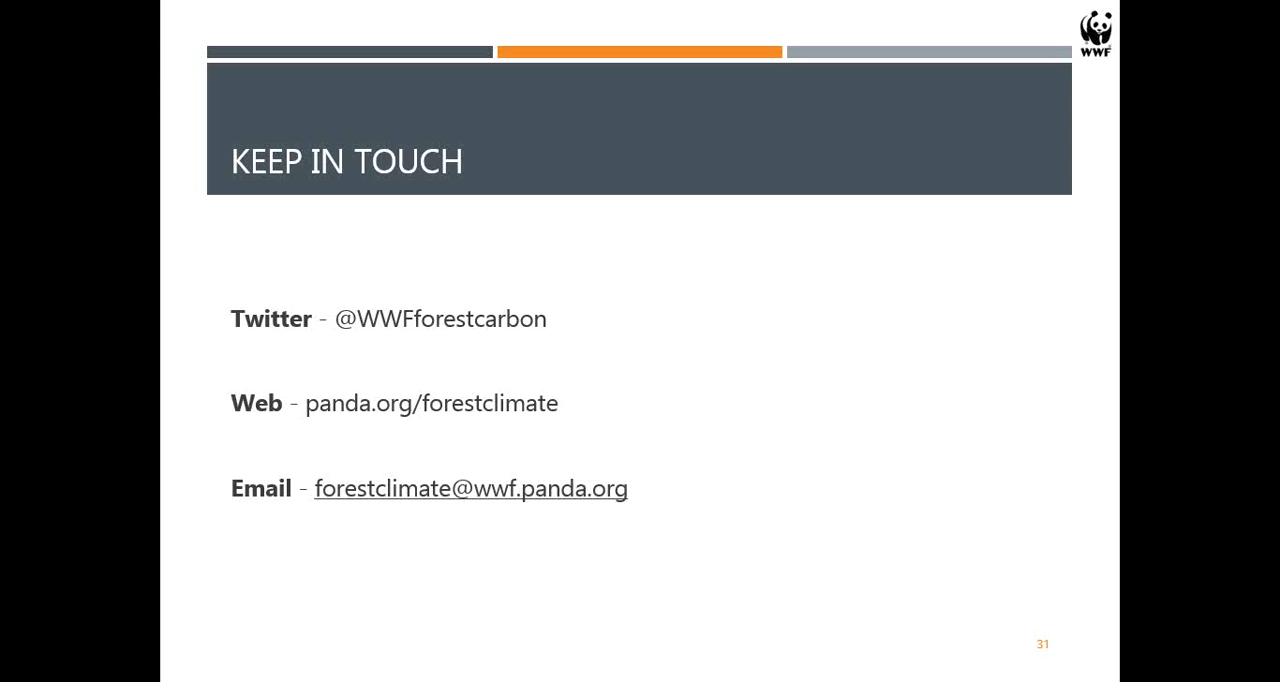 WWF
KEEP IN TOUCH
Twitter - @WWFforestcarbon
Web - panda.org/forestclimate
Email - forestclimate@wwf.panda.org
31